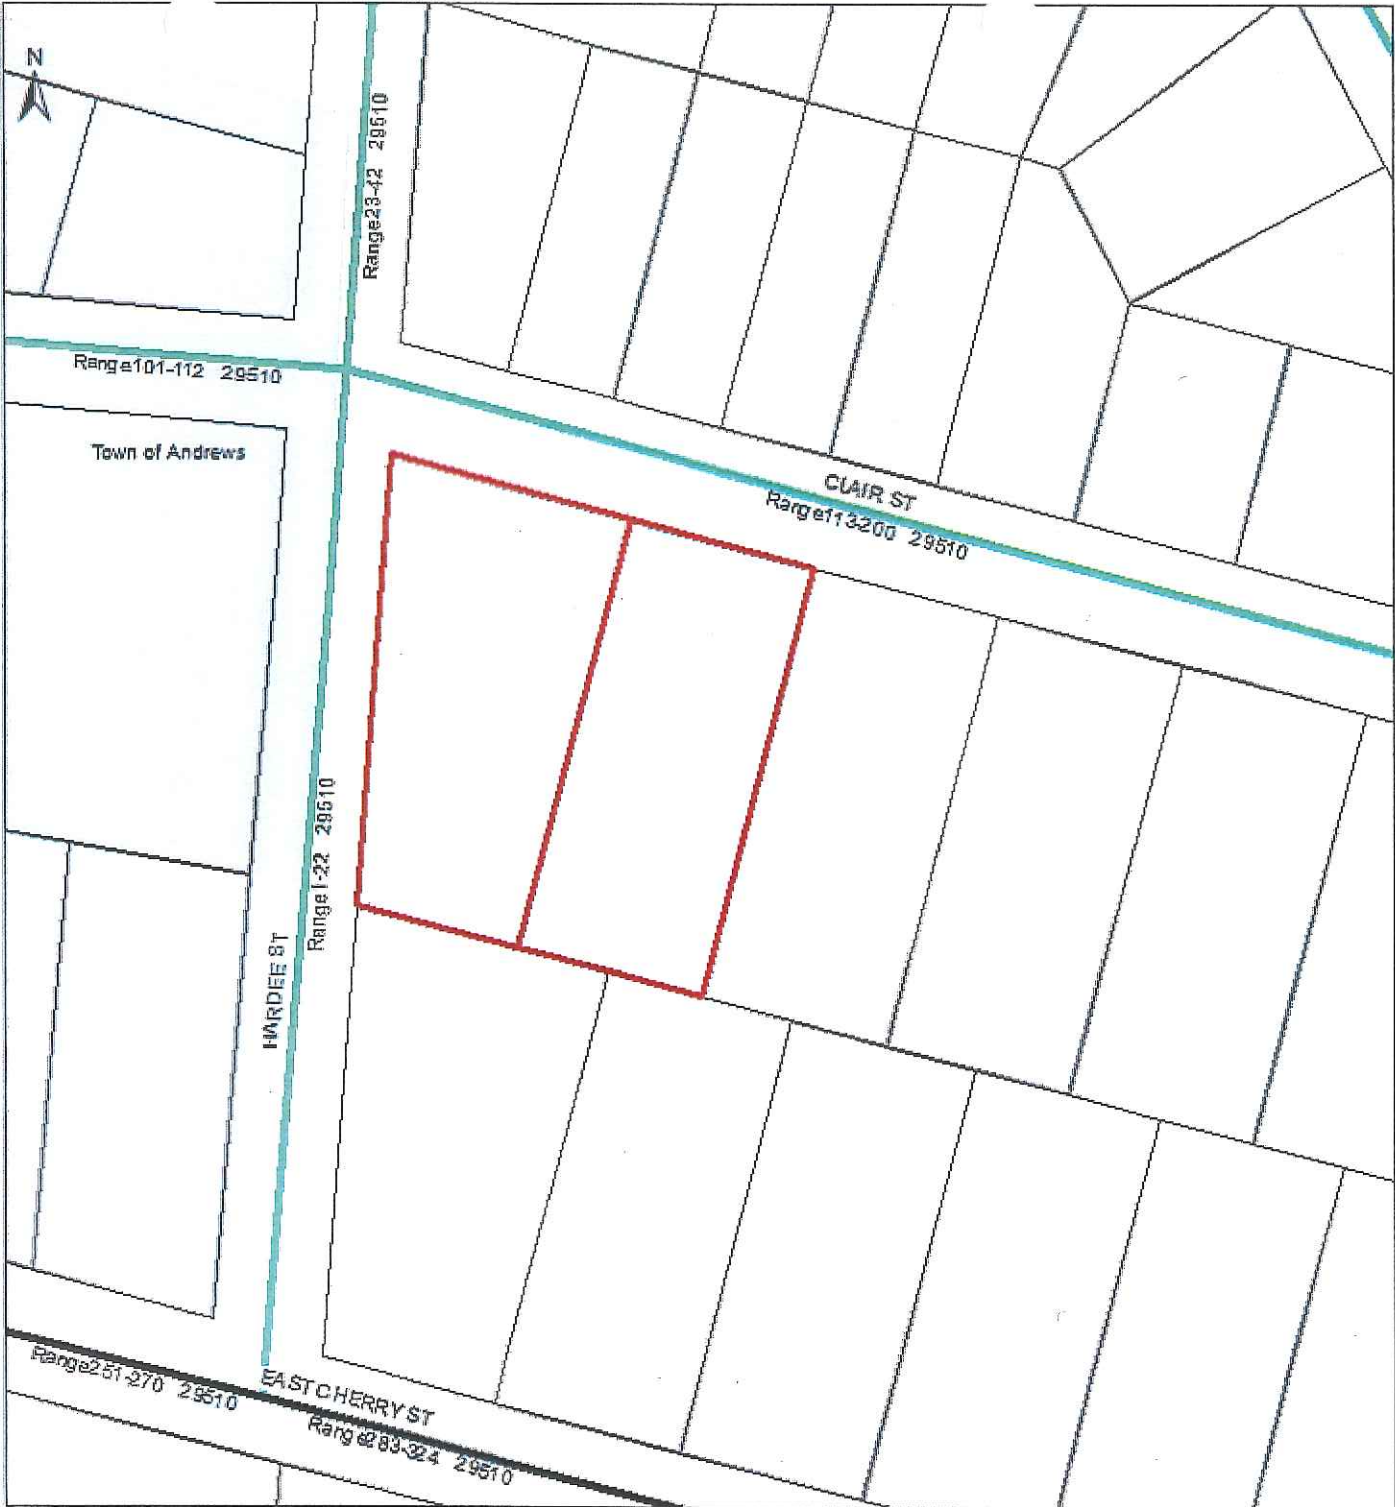 N
Range23-42 29510
Range101-112 29510
Town of Andrews
CLAIR ST
Range113-200 29510
Range1-22 29510
HARDEE ST
Range251-270 29510
EAST CHERRY ST
Range283-324 29510